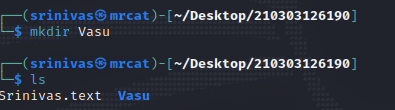 ┌──(srinivas㉿mrcat)-[~/Desktop/210303126190]
└─$ mkdir Vasu
┌──(srinivas㉿mrcat)-[~/Desktop/210303126190]
└─$ ls
Srinivas.text  Vasu